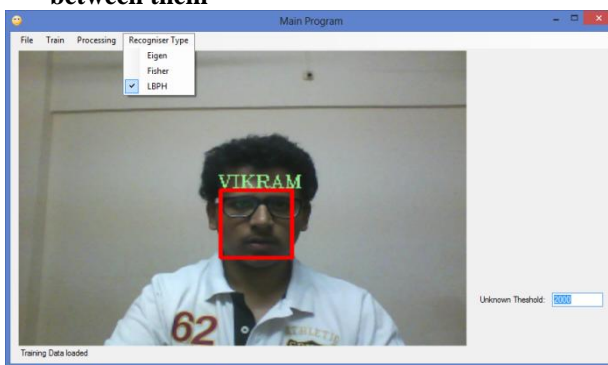 between them
Main Program
File Train Processing Recogniser Type
Eigen
Fisher
LBPH
VIKRAM
62
ATHLETIC
Unknown Theshold: 2000
Training Data loaded